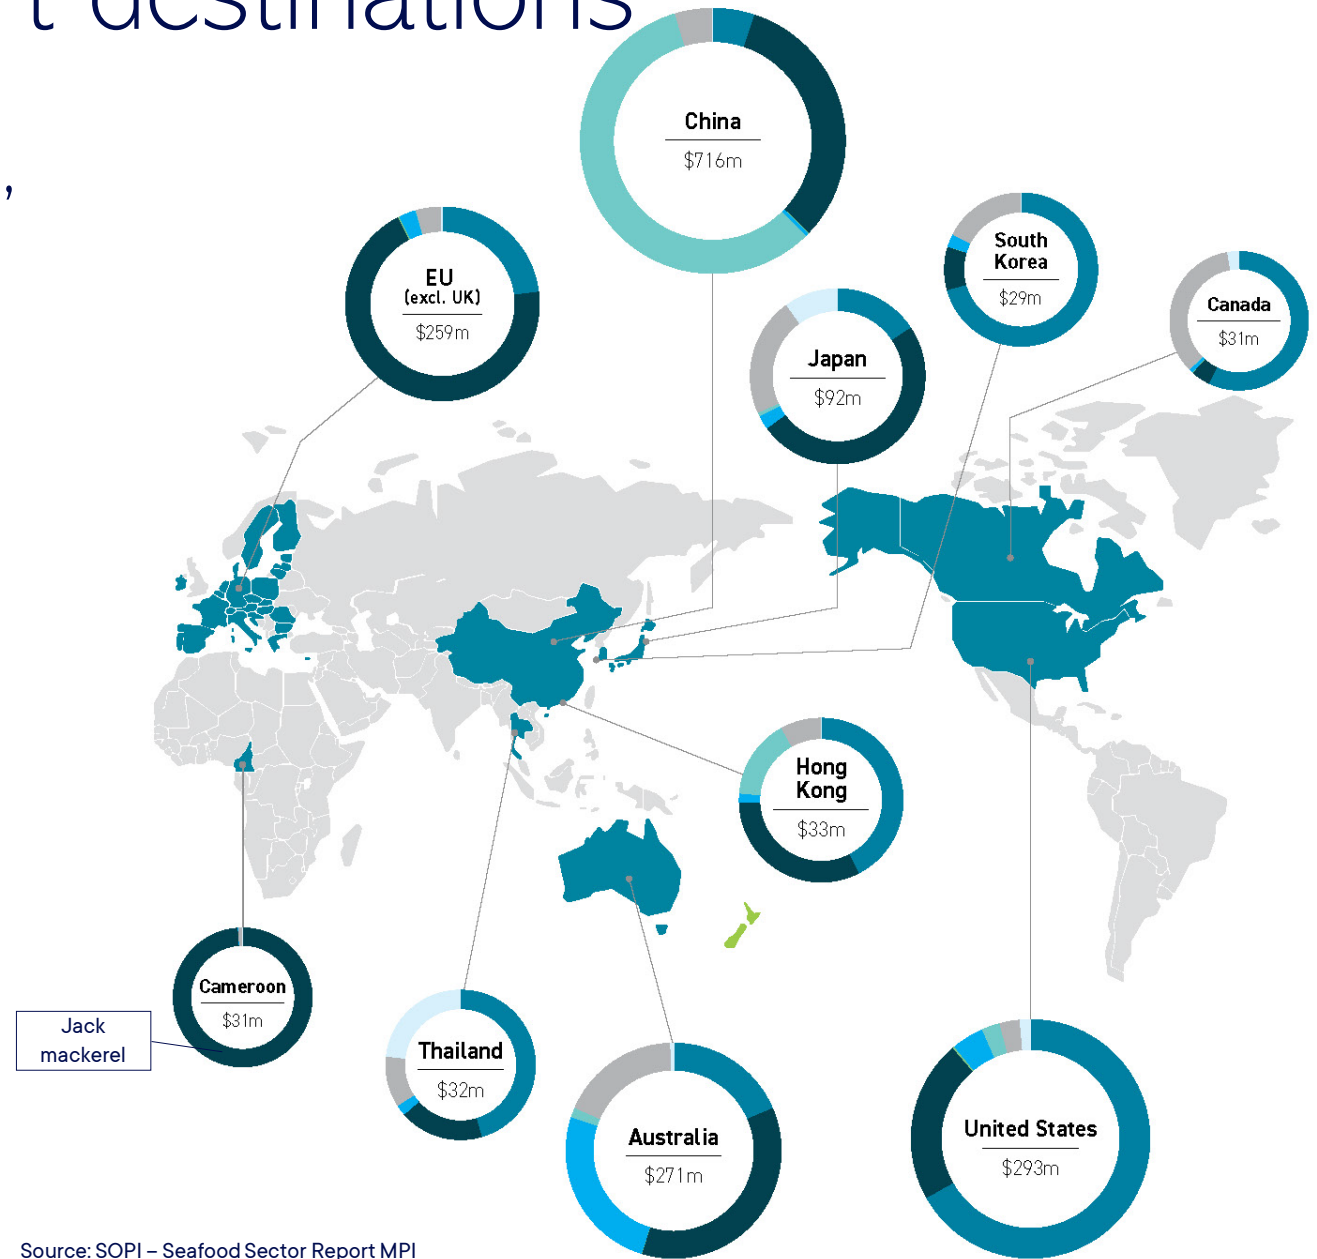 t destinations
,
China
$716m
EU
(excl. UK)
$259m
South
Korea
$29m
Canada
$31m
Japan
$92m
Hong
Kong
$33m
Cameroon
$31m
Jack
mackerel
Thailand
$32m
Australia
$271m
United States
$293m
Source: SOPI – Seafood Sector Report MPI